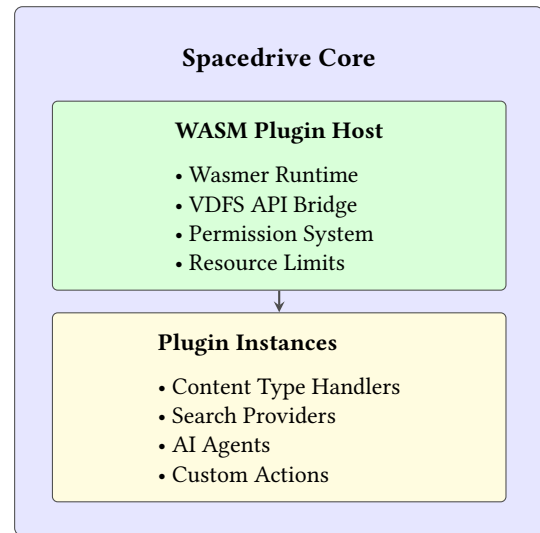 Spacedrive Core
WASM Plugin Host
• Wasmer Runtime
• VDFS API Bridge
• Permission System
• Resource Limits
Plugin Instances
• Content Type Handlers
• Search Providers
• AI Agents
• Custom Actions